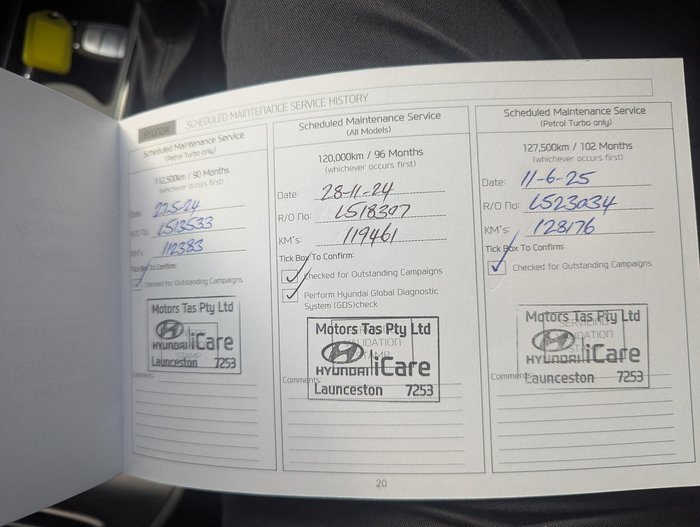 HYUNDAI
SCHEDULED MAINTENANCE SERVICE HISTORY
Scheduled Maintenance Service
(Petrol Turbo only)
112,500km / 90 Months
(whichever occurs first)
Date: 22-5-24
R/O No: LS13533
KM's: 112383
Tick Box To Confirm:
Checked for Outstanding Campaigns
Motors Tas Pty Ltd
HYUNDAI iCare
STAMP
Launceston 7253
Comments:
Scheduled Maintenance Service
(All Models)
120,000km / 96 Months
(whichever occurs first)
Date: 28-11-24
R/O No: LS18307
KM's: 119461
Tick Box To Confirm:
Checked for Outstanding Campaigns
Perform Hyundai Global Diagnostic
System (GDS)check
Motors Tas Pty Ltd
VALIDATION
HYUNDAI iCare
Launceston 7253
Comments:
Scheduled Maintenance Service
(Petrol Turbo only)
127,500km / 102 Months
(whichever occurs first)
Date: 11-6-25
R/O No: LS23034
KM's: 128176
Tick Box To Confirm:
Checked for Outstanding Campaigns
Motors Tas Pty Ltd
SERVICING
VALIDATION
HYUNDAI iCare
Comments:
Launceston 7253
20